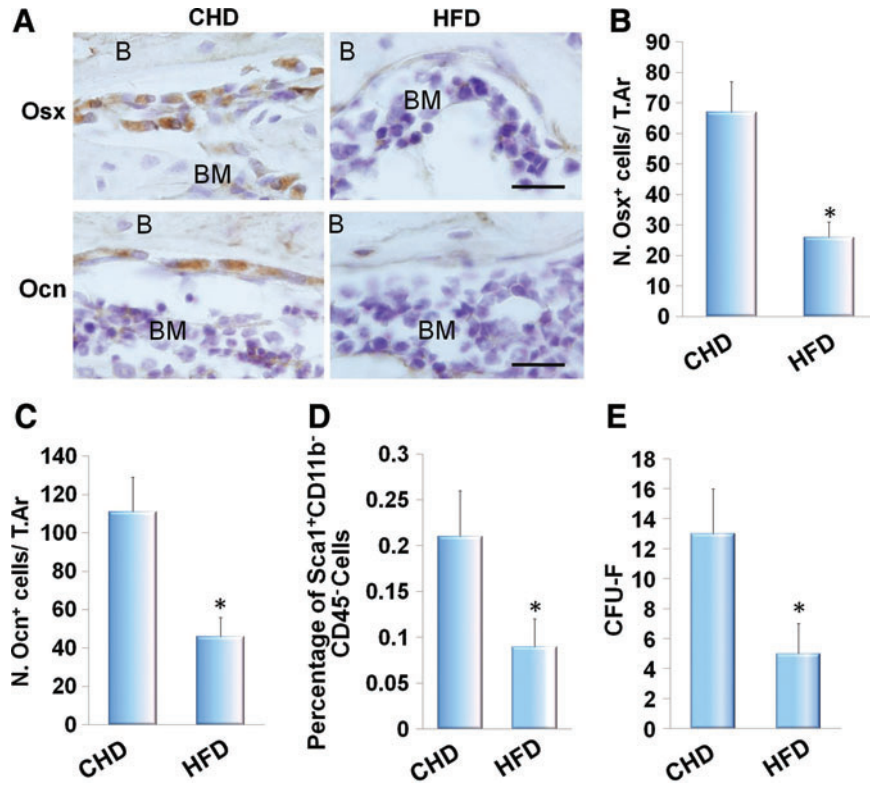 A
CHD
HFD
Osx
B
BM
B
BM
Ocn
B
BM
B
BM
B
N. Osx⁺ cells/ T.Ar
90
80
70
60
50
40
30
20
10
0
*
CHD
HFD
C
N. Ocn⁺ cells/ T.Ar
140
120
100
80
60
40
20
0
*
CHD
HFD
D
Percentage of Sca1⁺CD11b⁻
CD45⁻Cells
0.3
0.25
0.2
0.15
0.1
0.05
0
*
CHD
HFD
E
CFU-F
18
16
14
12
10
8
6
4
2
0
*
CHD
HFD